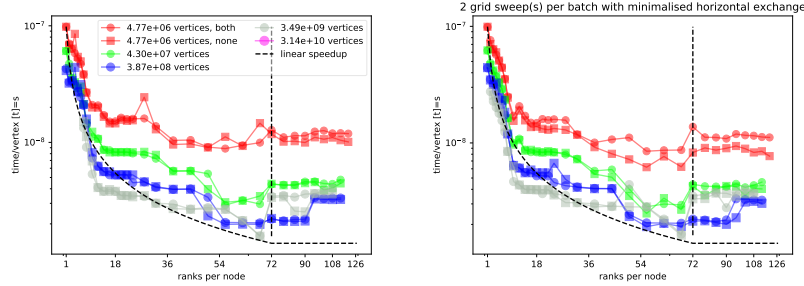 2 grid sweep(s) per batch with minimalised horizontal exchange
10⁻⁷
10⁻⁸
time/vertex [t]=s
4.77e+06 vertices, both
4.77e+06 vertices, none
4.30e+07 vertices
3.87e+08 vertices
3.49e+09 vertices
3.14e+10 vertices
linear speedup
1 18 36 54 72 90 108 126
ranks per node
10⁻⁷
10⁻⁸
time/vertex [t]=s
1 18 36 54 72 90 108 126
ranks per node